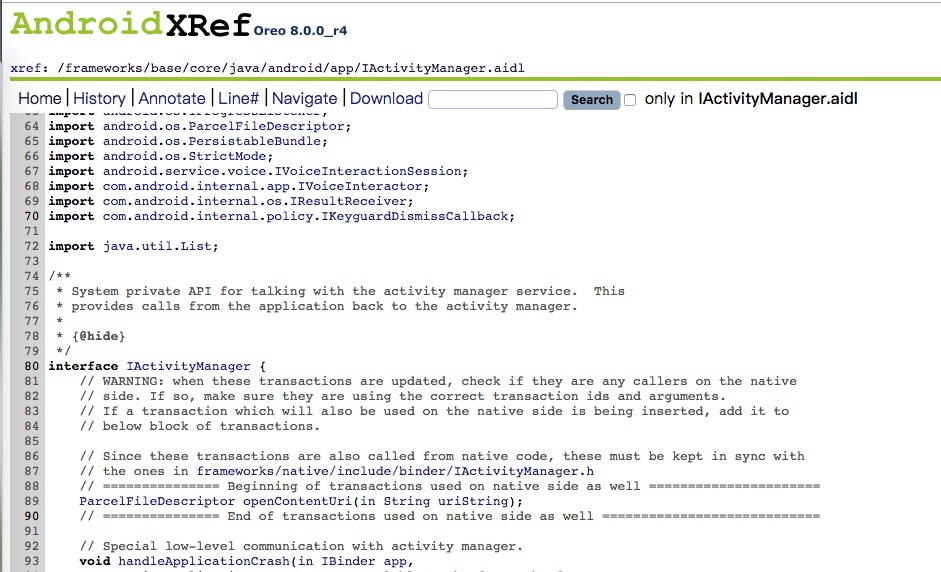 AndroidXRef Oreo 8.0.0_r4
xref: /frameworks/base/core/java/android/app/IActivityManager.aidl
Home | History | Annotate | Line# | Navigate | Download Search only in IActivityManager.aidl
64 import android.os.ParcelFileDescriptor;
65 import android.os.PersistableBundle;
66 import android.os.StrictMode;
67 import android.service.voice.IVoiceInteractionSession;
68 import com.android.internal.app.IVoiceInteractor;
69 import com.android.internal.os.IResultReceiver;
70 import com.android.internal.policy.IKeyguardDismissCallback;
71
72 import java.util.List;
73
74 /**
75  * System private API for talking with the activity manager service.  This
76  * provides calls from the application back to the activity manager.
77  *
78  * {@hide}
79  */
80 interface IActivityManager {
81     // WARNING: when these transactions are updated, check if they are any callers on the native
82     // side. If so, make sure they are using the correct transaction ids and arguments.
83     // If a transaction which will also be used on the native side is being inserted, add it to
84     // below block of transactions.
85
86     // Since these transactions are also called from native code, these must be kept in sync with
87     // the ones in frameworks/native/include/binder/IActivityManager.h
88     // =============== Beginning of transactions used on native side as well ======================
89     ParcelFileDescriptor openContentUri(in String uriString);
90     // =============== End of transactions used on native side as well ============================
91
92     // Special low-level communication with activity manager.
93     void handleApplicationCrash(in IBinder app,